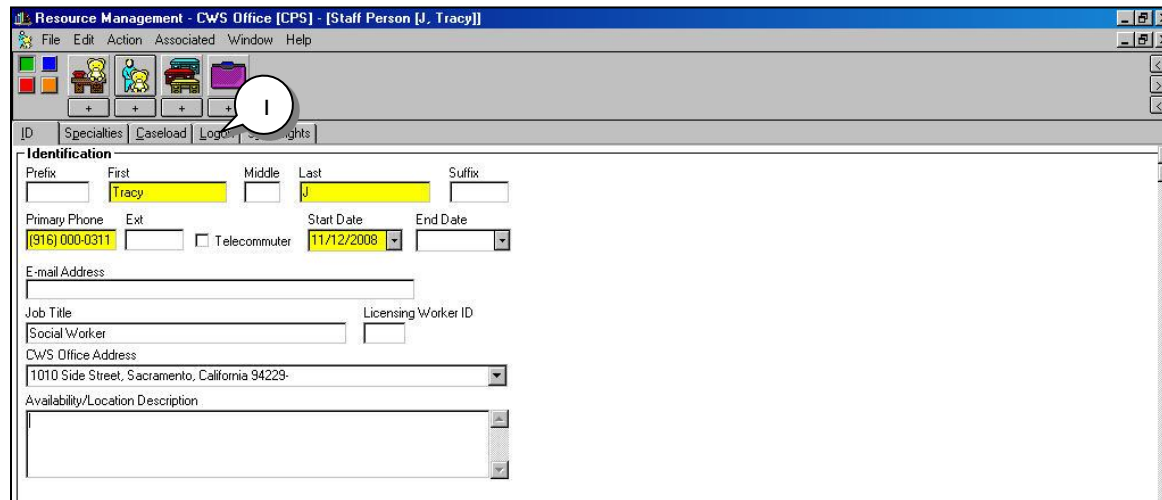 Resource Management - CWS Office [CPS] - [Staff Person [J, Tracy]]
File Edit Action Associated Window Help
+ + + +
I
ID Specialties Caseload Logon
Identification
Prefix First Middle Last Suffix
Tracy J
Primary Phone Ext Start Date End Date
(916) 000-0311 Telecommuter 11/12/2008
E-mail Address
Job Title Licensing Worker ID
Social Worker
CWS Office Address
1010 Side Street, Sacramento, California 94229-
Availability/Location Description